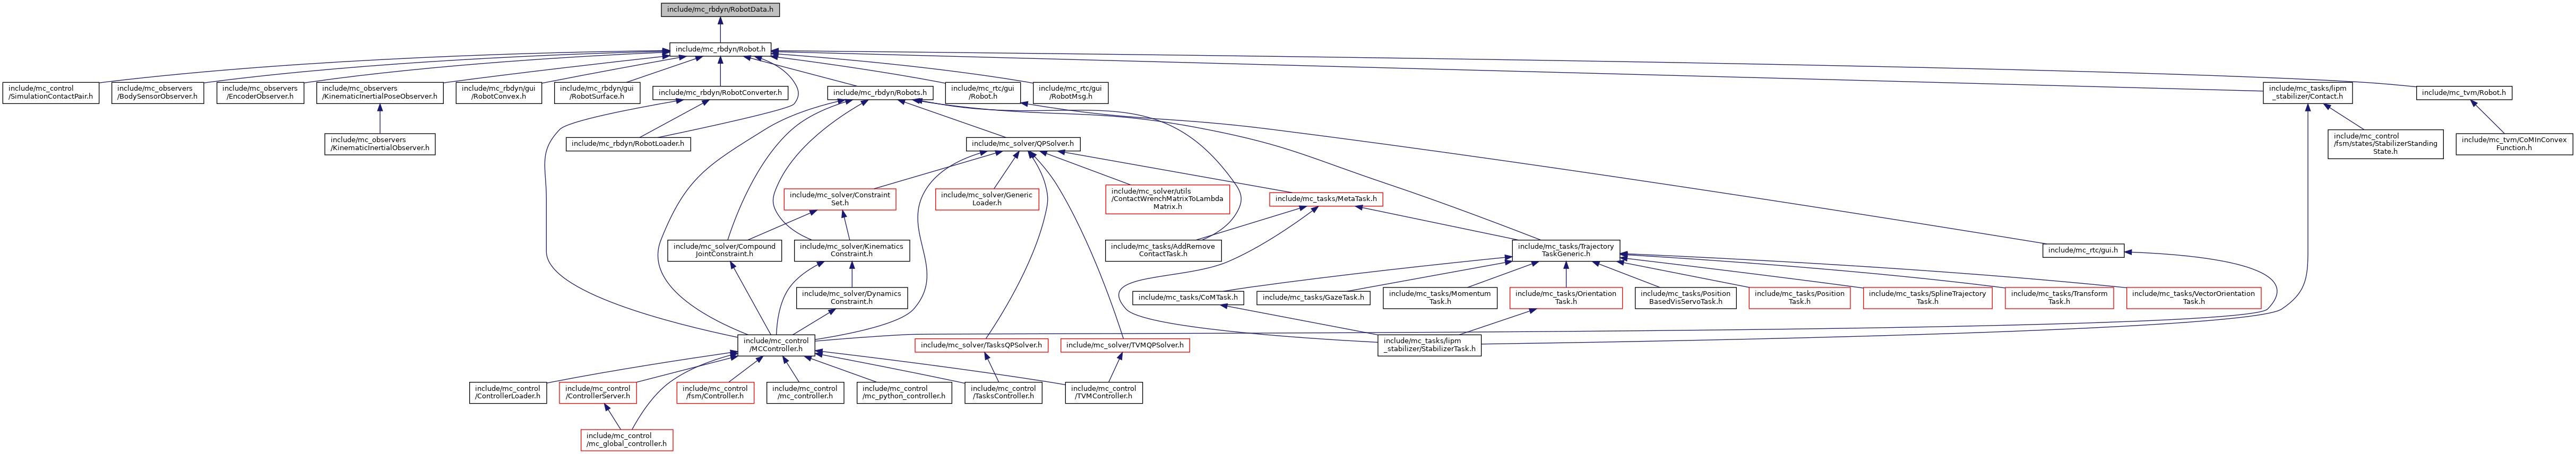 include/mc_rbdyn/RobotData.h
include/mc_rbdyn/Robot.h
include/mc_control
/SimulationContactPair.h
include/mc_observers
/BodySensorObserver.h
include/mc_observers
/EncoderObserver.h
include/mc_observers
/KinematicInertialPoseObserver.h
include/mc_rbdyn/gui
/RobotConvex.h
include/mc_rbdyn/gui
/RobotSurface.h
include/mc_rbdyn/RobotConverter.h
include/mc_rbdyn/Robots.h
include/mc_rtc/gui
/Robot.h
include/mc_rtc/gui
/RobotMsg.h
include/mc_tasks/lipm
_stabilizer/Contact.h
include/mc_tvm/Robot.h
include/mc_observers
/KinematicInertialObserver.h
include/mc_rbdyn/RobotLoader.h
include/mc_solver/QPSolver.h
include/mc_control
/fsm/states/StabilizerStanding
State.h
include/mc_tvm/CoMInConvex
Function.h
include/mc_solver/Constraint
Set.h
include/mc_solver/Generic
Loader.h
include/mc_solver/utils
/ContactWrenchMatrixToLambda
Matrix.h
include/mc_tasks/MetaTask.h
include/mc_solver/Compound
JointConstraint.h
include/mc_solver/Kinematics
Constraint.h
include/mc_tasks/AddRemove
ContactTask.h
include/mc_tasks/Trajectory
TaskGeneric.h
include/mc_rtc/gui.h
include/mc_solver/Dynamics
Constraint.h
include/mc_tasks/CoMTask.h
include/mc_tasks/GazeTask.h
include/mc_tasks/Momentum
Task.h
include/mc_tasks/Orientation
Task.h
include/mc_tasks/Position
BasedVisServoTask.h
include/mc_tasks/Position
Task.h
include/mc_tasks/SplineTrajectory
Task.h
include/mc_tasks/Transform
Task.h
include/mc_tasks/VectorOrientation
Task.h
include/mc_control
/MCController.h
include/mc_solver/TasksQPSolver.h
include/mc_solver/TVMQPSolver.h
include/mc_tasks/lipm
_stabilizer/StabilizerTask.h
include/mc_control
/ControllerLoader.h
include/mc_control
/ControllerServer.h
include/mc_control
/fsm/Controller.h
include/mc_control
/mc_controller.h
include/mc_control
/mc_python_controller.h
include/mc_control
/TasksController.h
include/mc_control
/TVMController.h
include/mc_control
/mc_global_controller.h